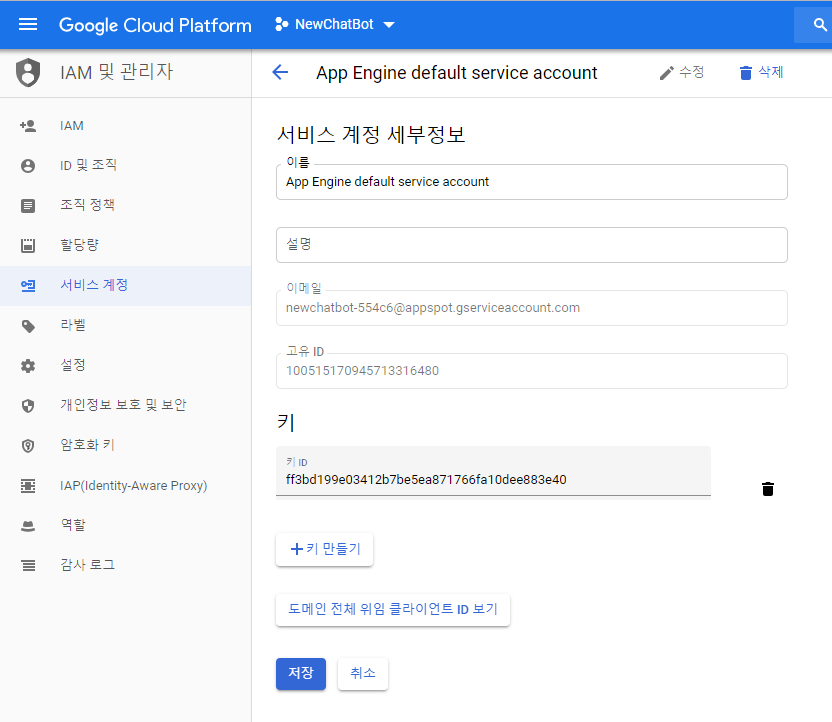 Google Cloud Platform
NewChatBot
IAM 및 관리자
App Engine default service account
수정
삭제
IAM
ID 및 조직
조직 정책
할당량
서비스 계정
라벨
설정
개인정보 보호 및 보안
암호화 키
IAP(Identity-Aware Proxy)
역할
감사 로그
서비스 계정 세부정보
이름
App Engine default service account
설명
이메일
newchatbot-554c6@appspot.gserviceaccount.com
고유 ID
100515170945713316480
키
키 ID
ff3bd199e03412b7be5ea871766fa10dee883e40
+ 키 만들기
도메인 전체 위임 클라이언트 ID 보기
저장
취소